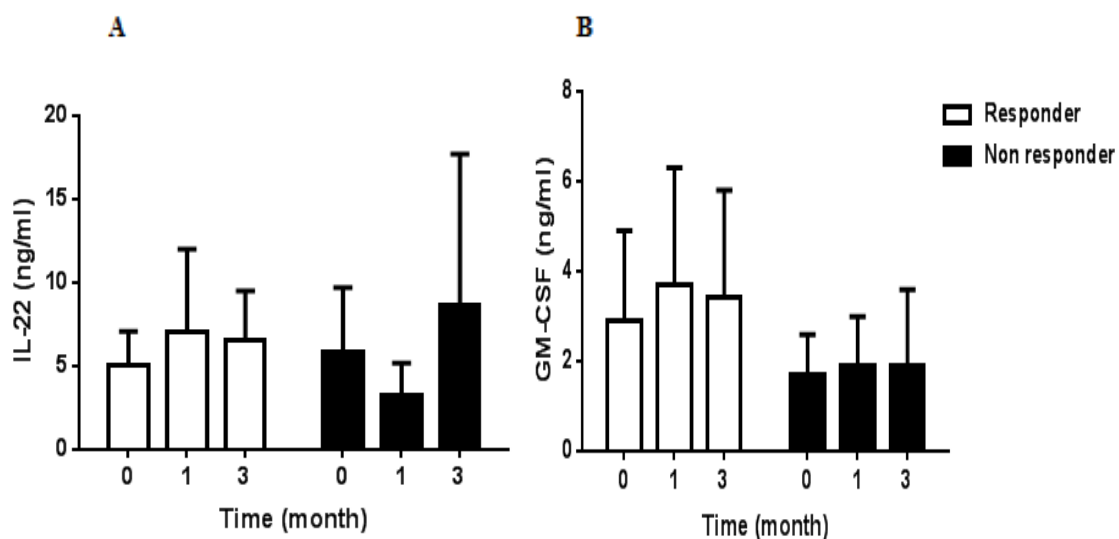 A
B
20
15
10
5
0
IL-22 (ng/ml)
0 1 3 0 1 3
Time (month)
8
6
4
2
0
GM-CSF (ng/ml)
0 1 3 0 1 3
Time (month)
Responder
Non responder